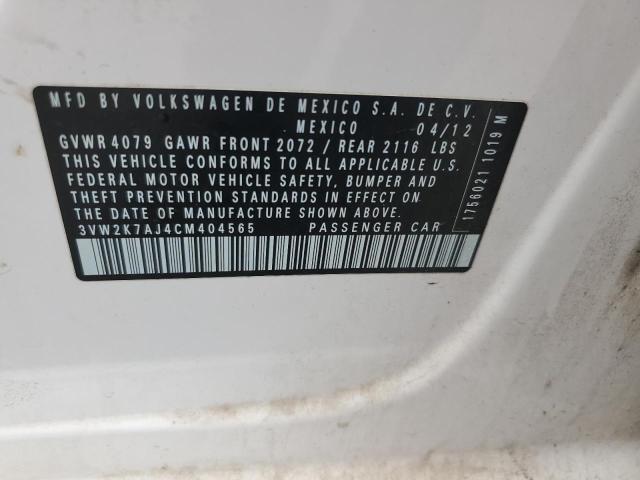 MFD BY VOLKSWAGEN DE MEXICO S.A. DE C.V.
MEXICO 04/12
GVWR 4079 GAWR FRONT 2072 / REAR 2116 LBS
THIS VEHICLE CONFORMS TO ALL APPLICABLE U.S.
FEDERAL MOTOR VEHICLE SAFETY, BUMPER AND
THEFT PREVENTION STANDARDS IN EFFECT ON
THE DATE OF MANUFACTURE SHOWN ABOVE.
3VW2K7AJ4CM404565 PASSENGER CAR
1756021 1019 M